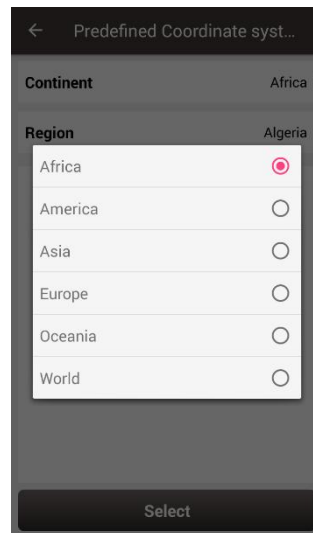 Predefined Coordinate syst...
Continent Africa
Region Algeria
Africa
America
Asia
Europe
Oceania
World
Select